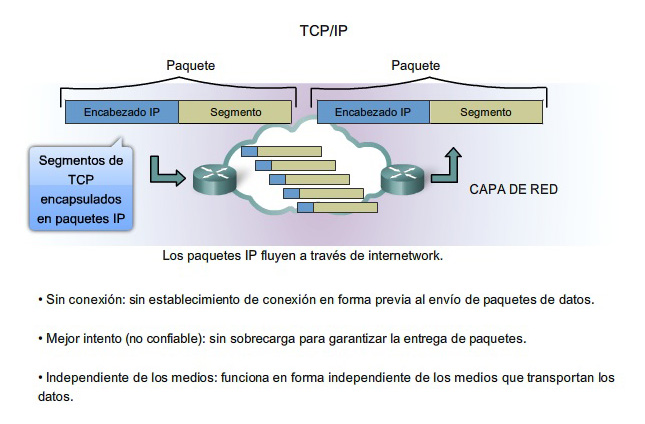 TCP/IP
Paquete
Paquete
Encabezado IP
Segmento
Encabezado IP
Segmento
Segmentos de
TCP
encapsulados
en paquetes IP
CAPA DE RED
Los paquetes IP fluyen a través de internetwork.
• Sin conexión: sin establecimiento de conexión en forma previa al envío de paquetes de datos.
• Mejor intento (no confiable): sin sobrecarga para garantizar la entrega de paquetes.
• Independiente de los medios: funciona en forma independiente de los medios que transportan los
datos.